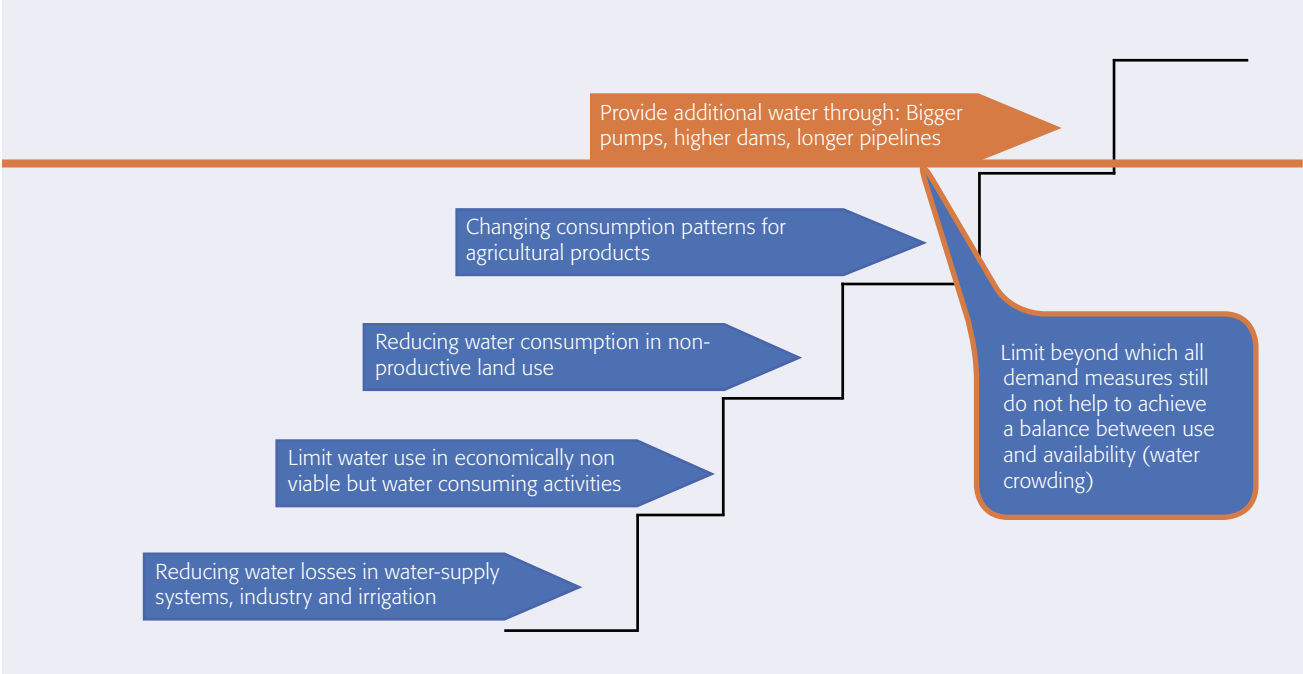 Provide additional water through: Bigger
pumps, higher dams, longer pipelines
Changing consumption patterns for
agricultural products
Reducing water consumption in non-
productive land use
Limit beyond which all
demand measures still
do not help to achieve
a balance between use
and availability (water
crowding)
Limit water use in economically non
viable but water consuming activities
Reducing water losses in water-supply
systems, industry and irrigation